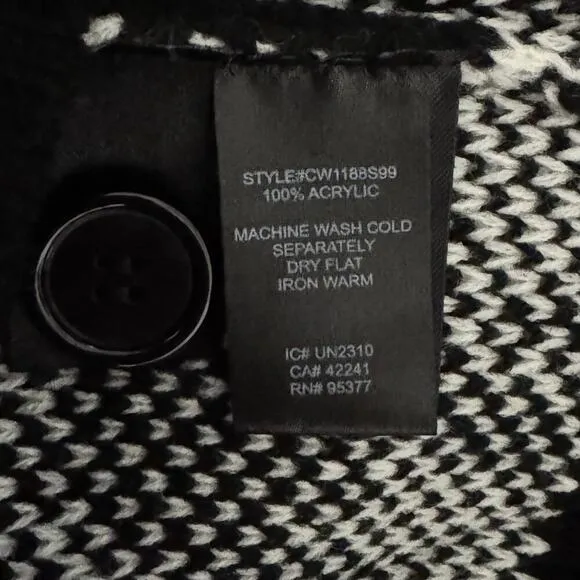 STYLE#CW1188S99
100% ACRYLIC
MACHINE WASH COLD
SEPARATELY
DRY FLAT
IRON WARM
IC# UN2310
CA# 42241
RN# 95377